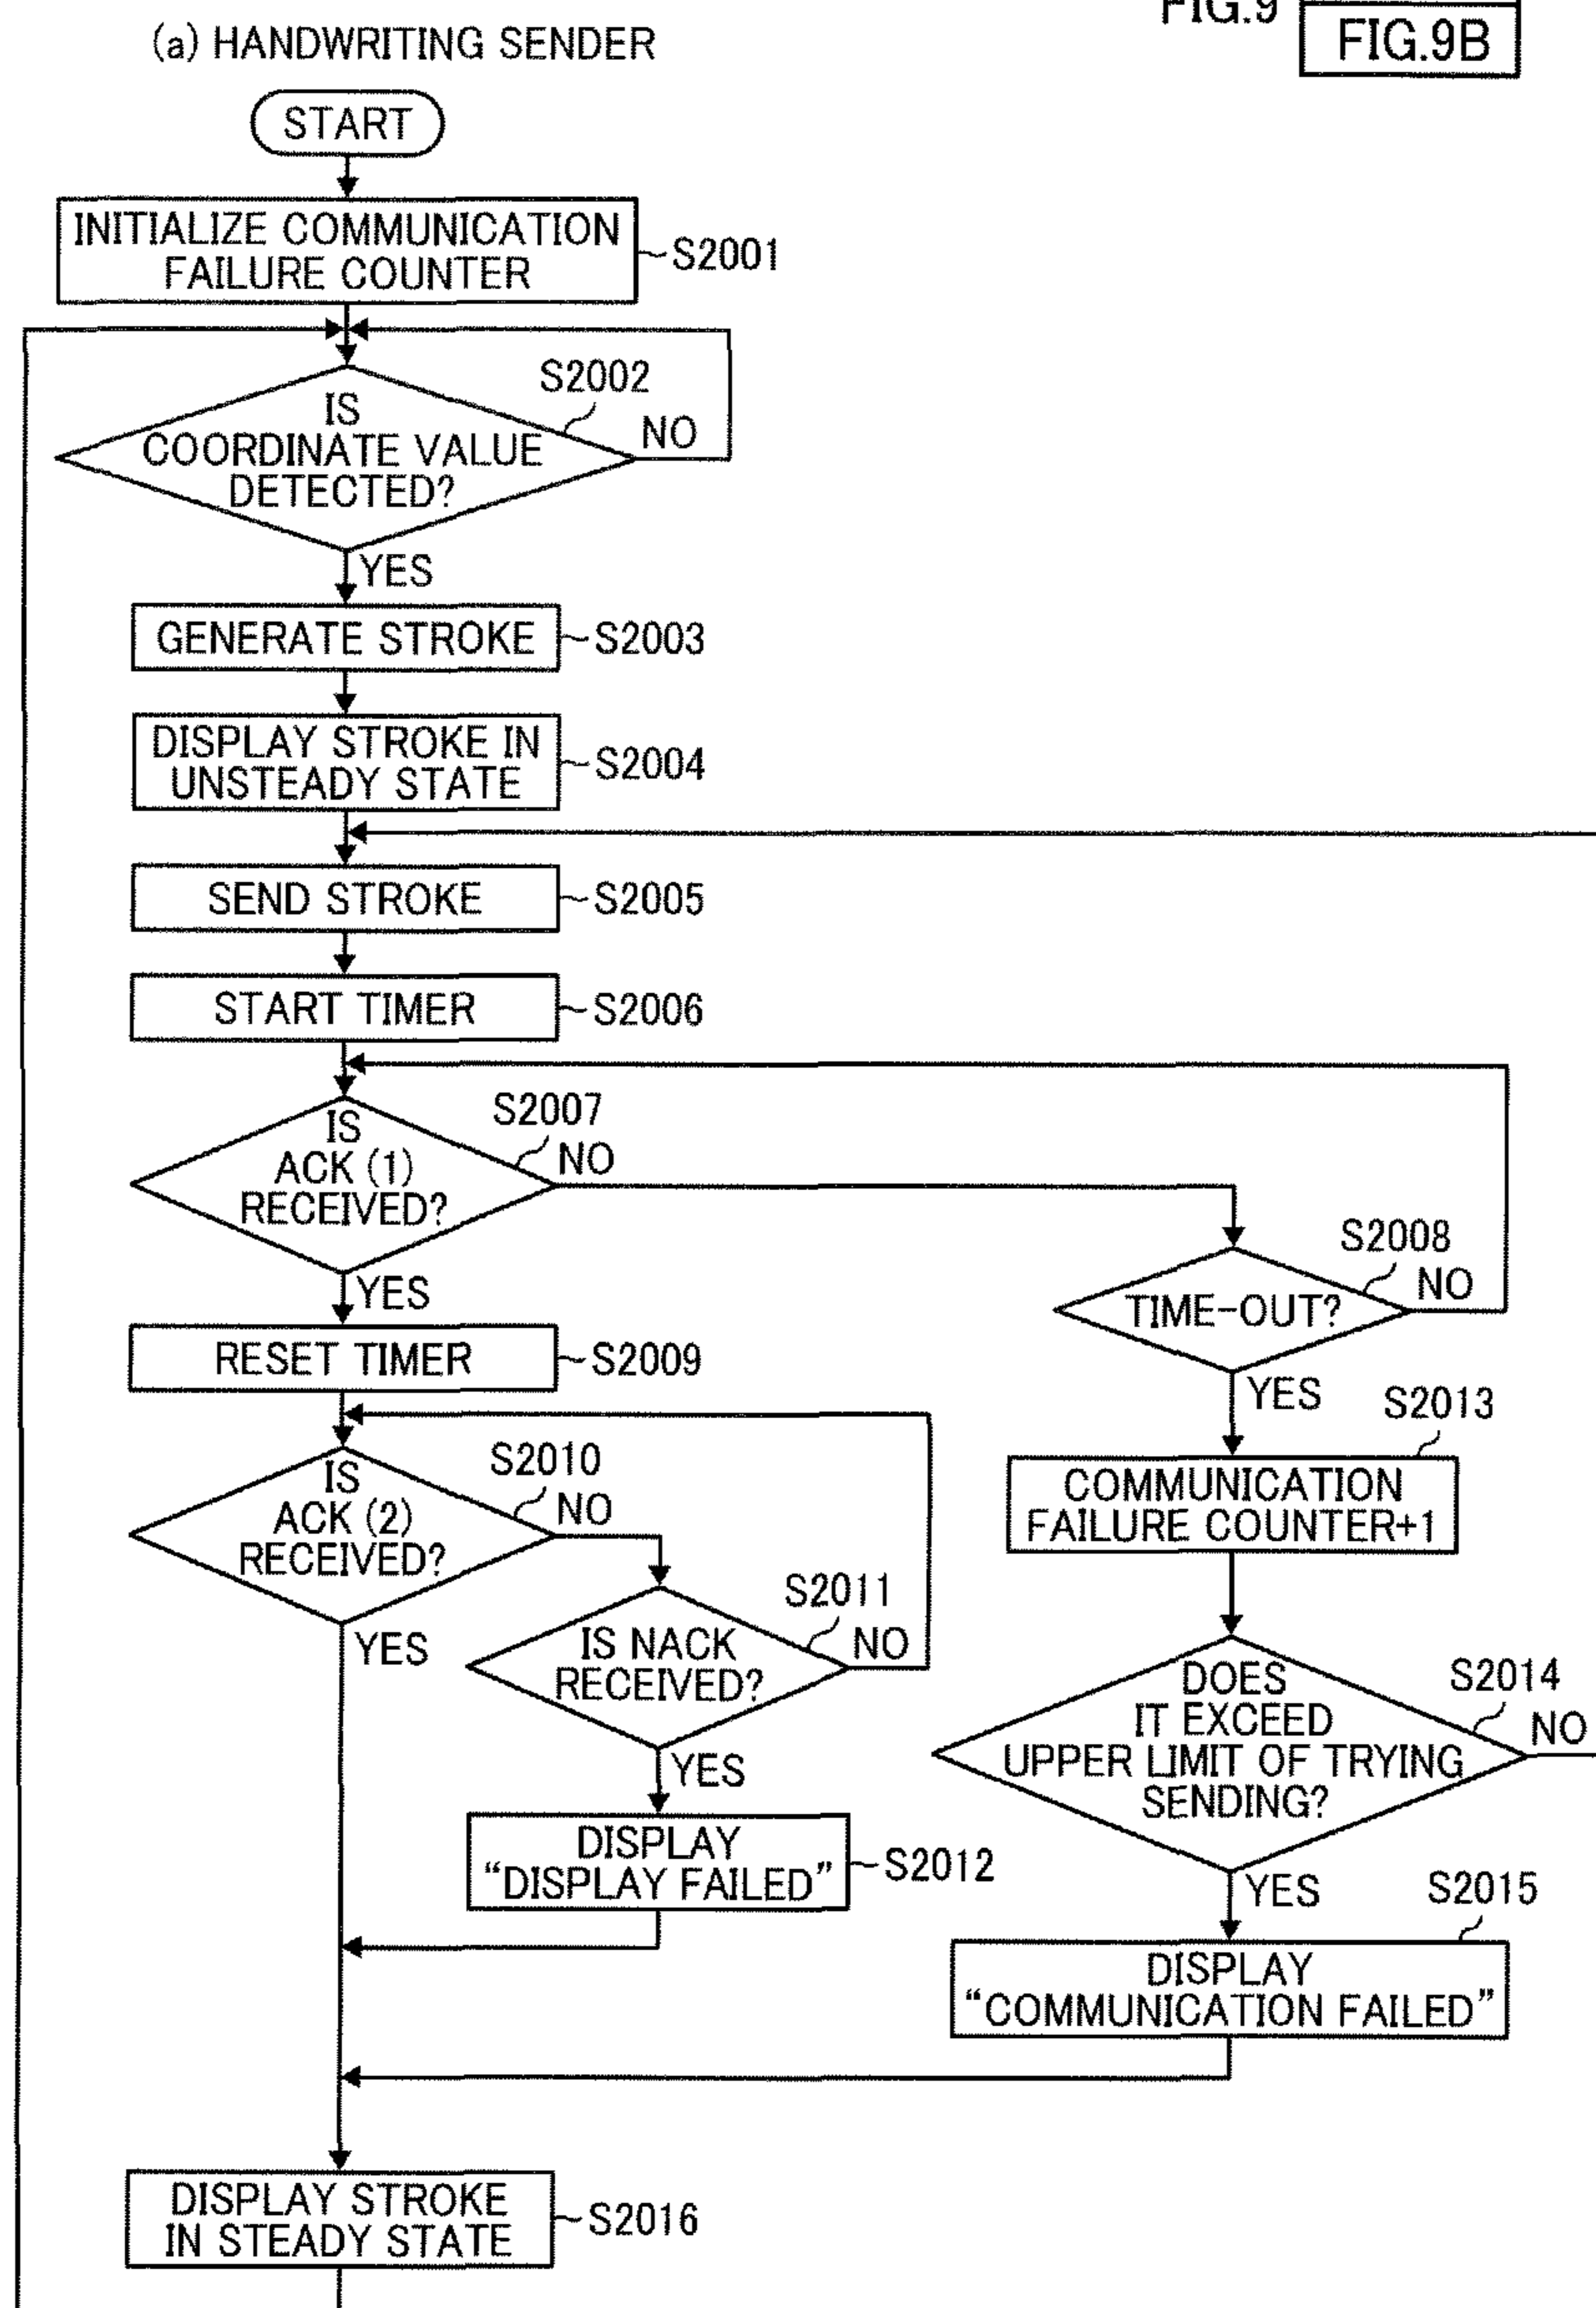 FIG.9
FIG.9B
(a) HANDWRITING SENDER
START
INITIALIZE COMMUNICATION
FAILURE COUNTER
S2001
S2002
IS
COORDINATE VALUE
DETECTED?
NO
YES
GENERATE STROKE
S2003
DISPLAY STROKE IN
UNSTEADY STATE
S2004
SEND STROKE
S2005
START TIMER
S2006
S2007
IS
ACK (1)
RECEIVED?
NO
YES
S2008
TIME-OUT?
NO
YES
RESET TIMER
S2009
S2010
IS
ACK (2)
RECEIVED?
NO
YES
S2011
IS NACK
RECEIVED?
NO
YES
DISPLAY
“DISPLAY FAILED”
S2012
S2013
COMMUNICATION
FAILURE COUNTER+1
S2014
DOES
IT EXCEED
UPPER LIMIT OF TRYING
SENDING?
NO
YES
S2015
DISPLAY
“COMMUNICATION FAILED”
DISPLAY STROKE
IN STEADY STATE
S2016